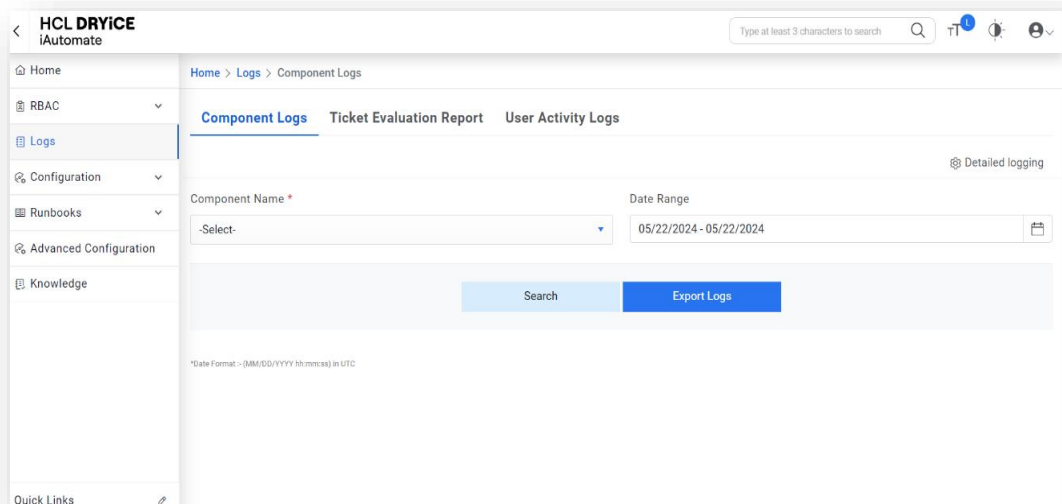 HCL DRYiCE
iAutomate
Type at least 3 characters to search
TT
L
Home
RBAC
Logs
Configuration
Runbooks
Advanced Configuration
Knowledge
Quick Links
Home > Logs > Component Logs
Component Logs Ticket Evaluation Report User Activity Logs
Detailed logging
Component Name * Date Range
-Select- 05/22/2024 - 05/22/2024
Search Export Logs
*Date Format :- (MM/DD/YYYY hh:mm:ss) in UTC